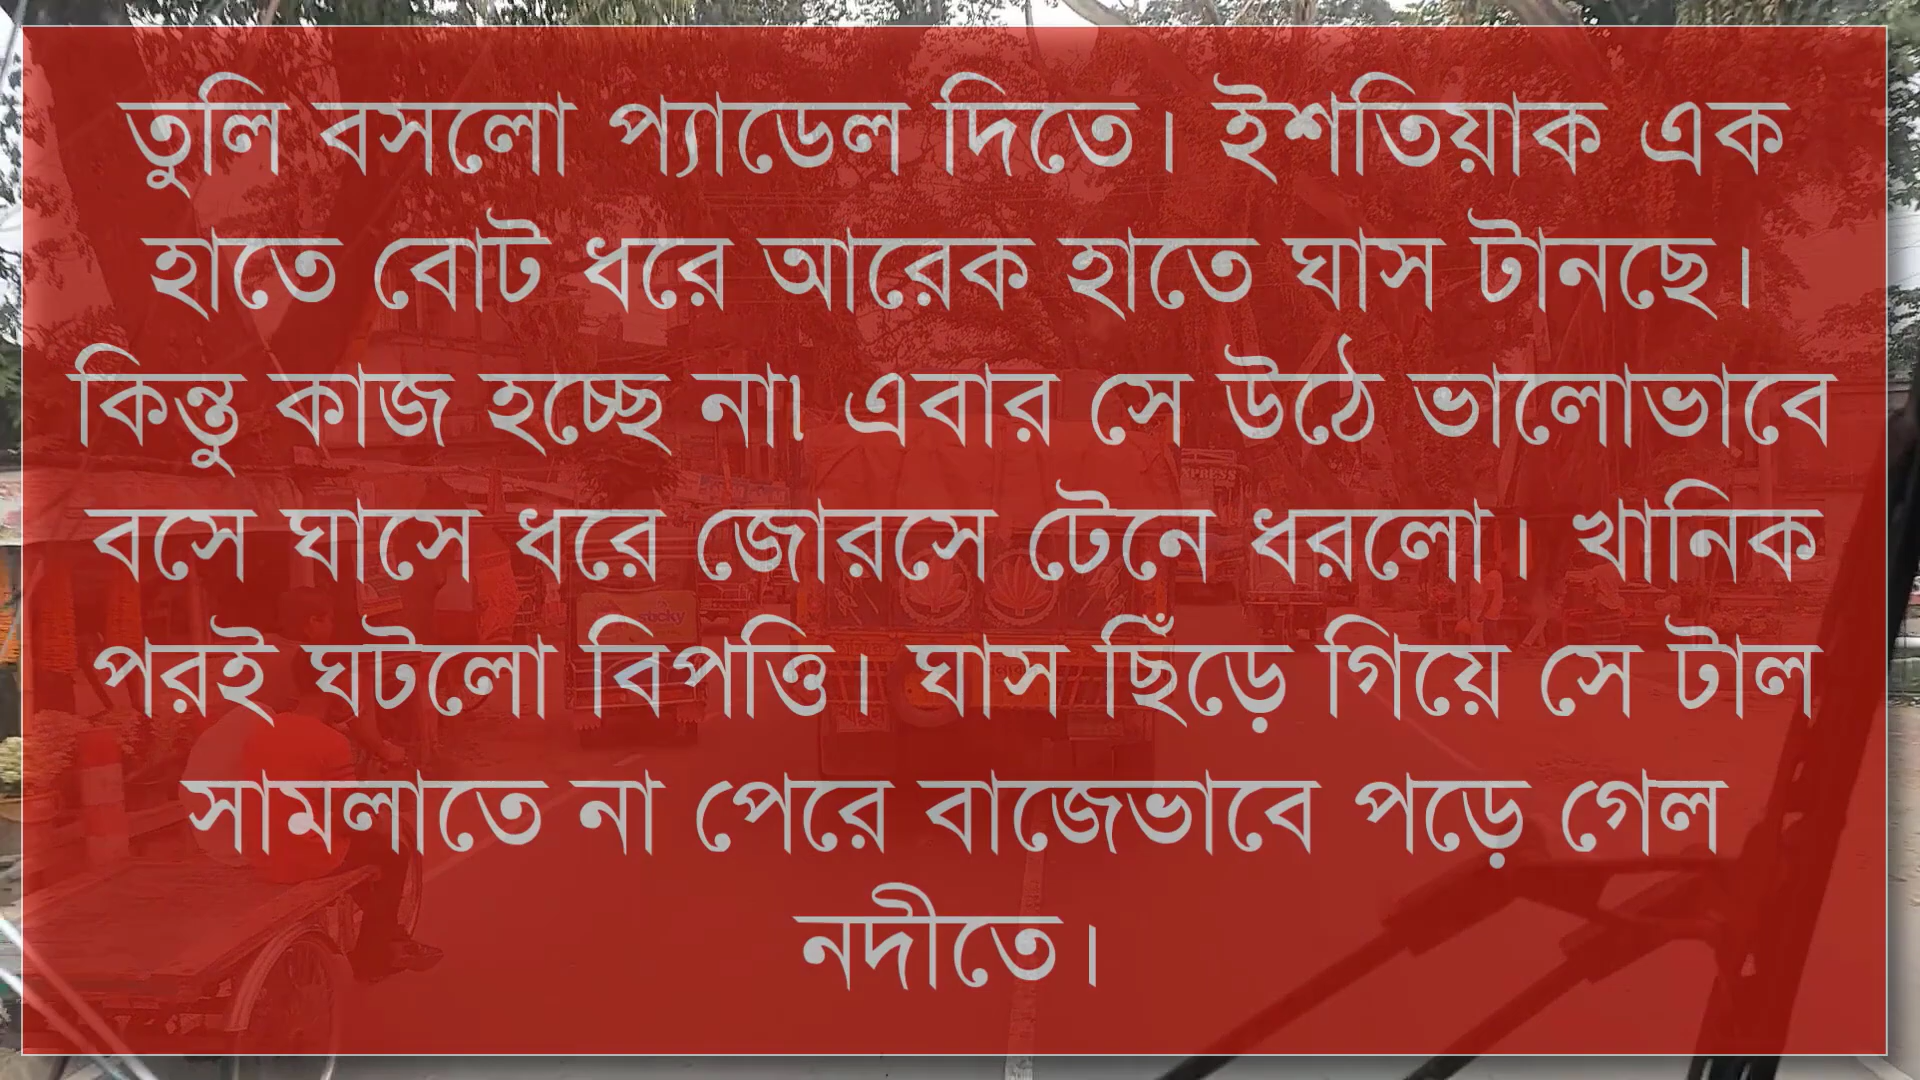 তুলি বসলো প্যাডেল দিতে। ইশতিয়াক এক
হাতে বোট ধরে আরেক হাতে ঘাস টানছে।
কিন্তু কাজ হচ্ছে না৷ এবার সে উঠে ভালোভাবে
বসে ঘাসে ধরে জোরসে টেনে ধরলো। খানিক
পরই ঘটলো বিপত্তি। ঘাস ছিঁড়ে গিয়ে সে টাল
সামলাতে না পেরে বাজেভাবে পড়ে গেল
নদীতে।
XPRESS